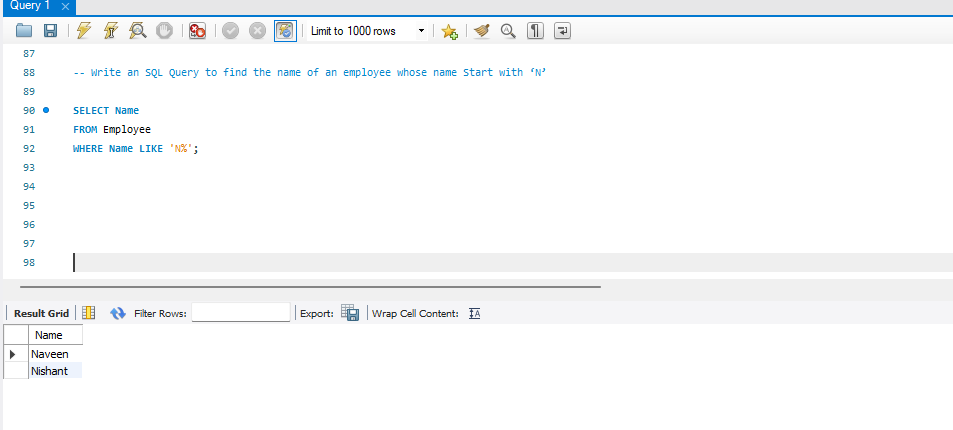 Query 1
Limit to 1000 rows
87
88 -- Write an SQL Query to find the name of an employee whose name Start with ‘N’
89
90 SELECT Name
91 FROM Employee
92 WHERE Name LIKE 'N%';
93
94
95
96
97
98
Result Grid Filter Rows: Export: Wrap Cell Content:
Name
Naveen
Nishant